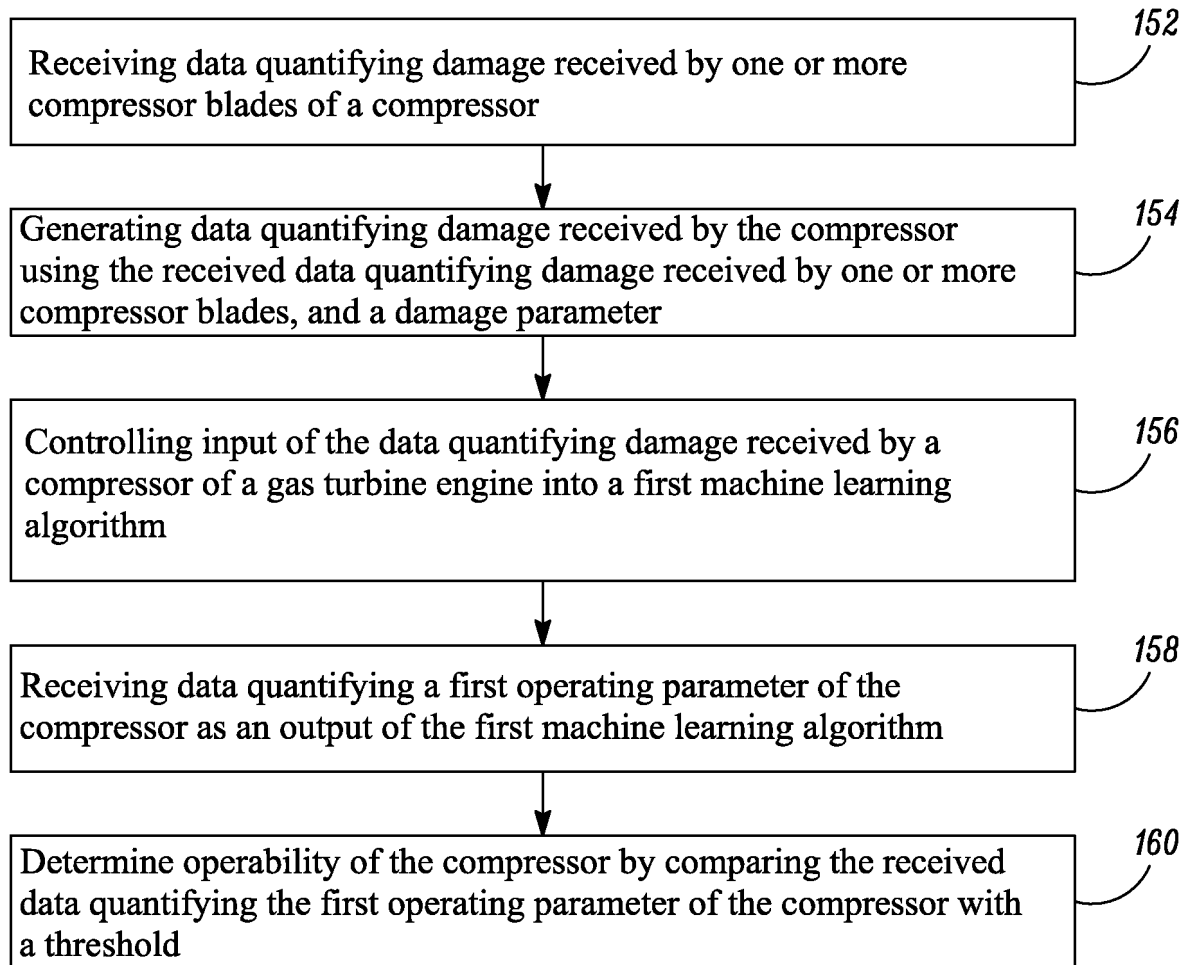 152
Receiving data quantifying damage received by one or more
compressor blades of a compressor
154
Generating data quantifying damage received by the compressor
using the received data quantifying damage received by one or more
compressor blades, and a damage parameter
156
Controlling input of the data quantifying damage received by a
compressor of a gas turbine engine into a first machine learning
algorithm
158
Receiving data quantifying a first operating parameter of the
compressor as an output of the first machine learning algorithm
160
Determine operability of the compressor by comparing the received
data quantifying the first operating parameter of the compressor with
a threshold